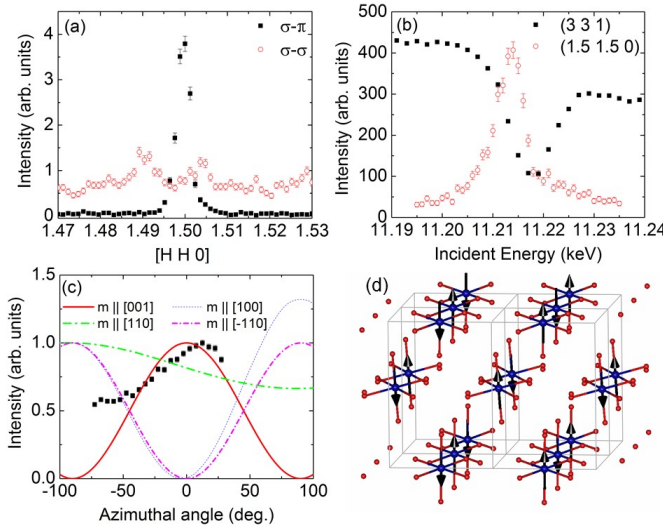 (a)
σ-π
σ-σ
Intensity (arb. units)
4
3
2
1
0
1.47 1.48 1.49 1.50 1.51 1.52 1.53
[H H 0]
(b)
(3 3 1)
(1.5 1.5 0)
Intensity (arb. units)
500
400
300
200
100
0
11.19 11.20 11.21 11.22 11.23 11.24
Incident Energy (keV)
(c)
m || [001] m || [100]
m || [110] m || [-110]
Intensity (arb. units)
1.5
1.0
0.5
0.0
-100 -50 0 50 100
Azimuthal angle (deg.)
(d)